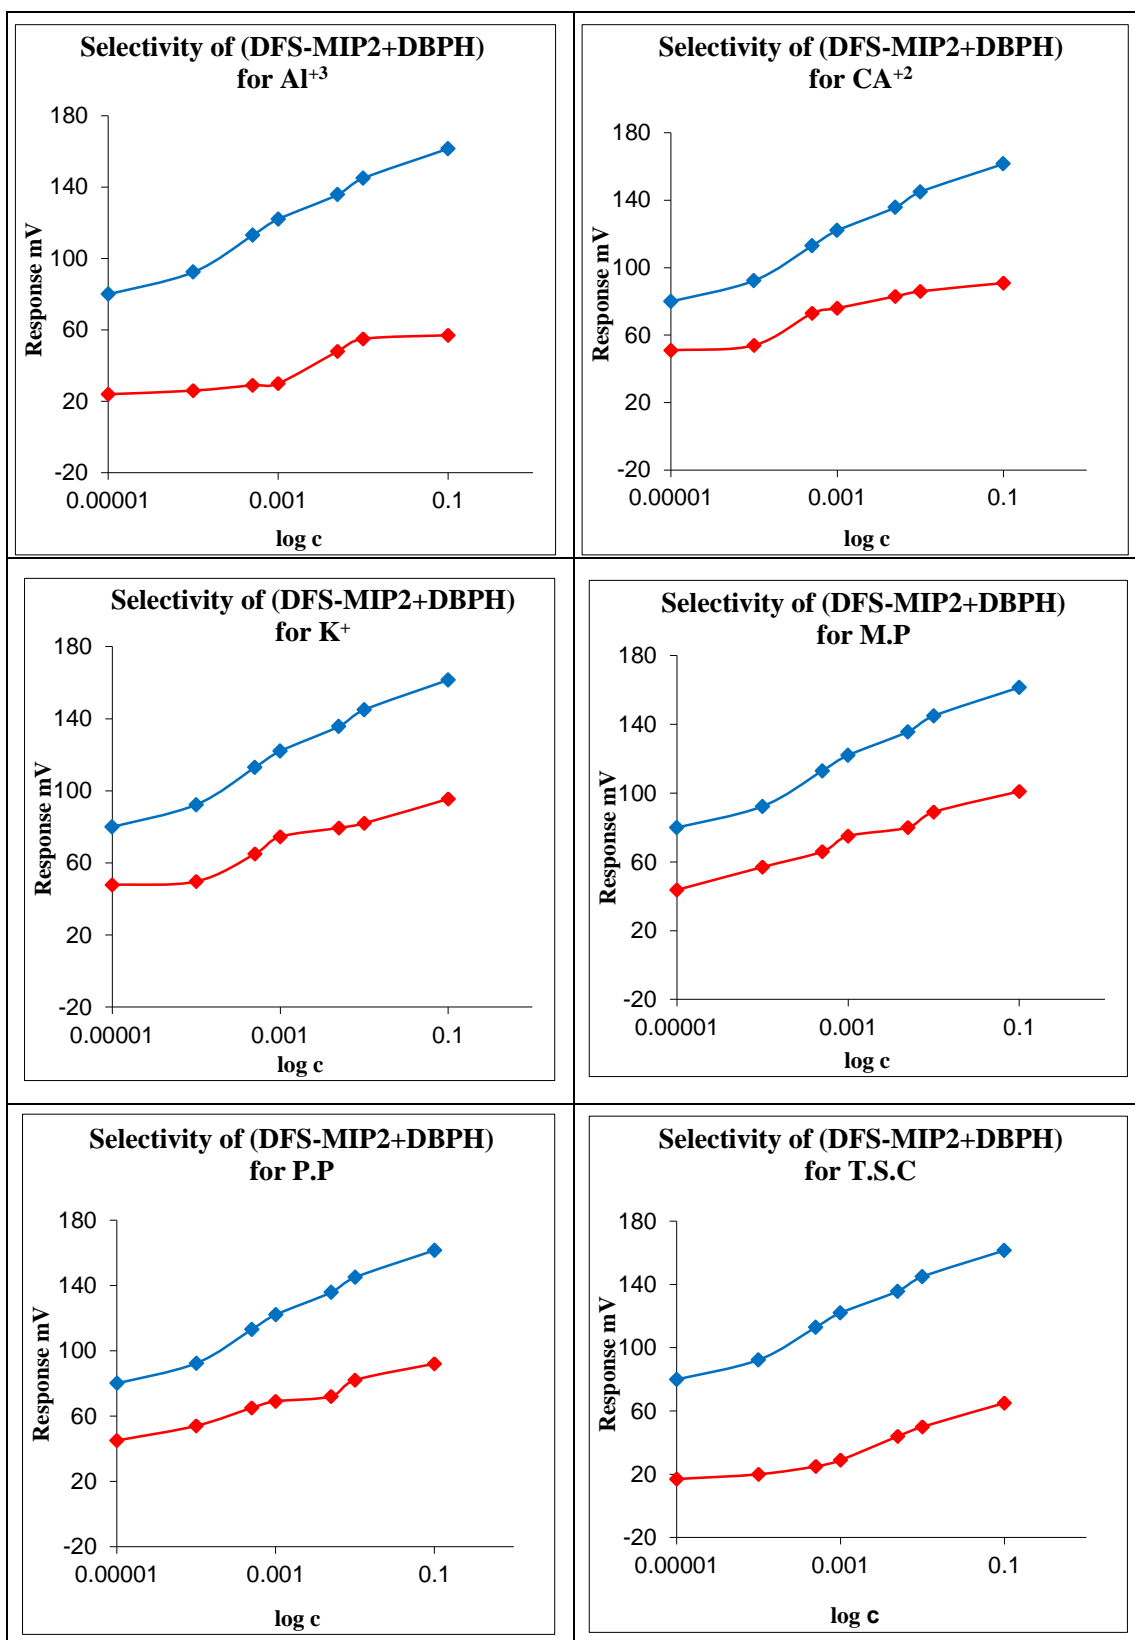 Selectivity of (DFS-MIP2+DBPH)
for Al⁺³
180
140
100
60
20
-20
Response mV
0.00001
0.001
0.1
log c
Selectivity of (DFS-MIP2+DBPH)
for CA⁺²
180
140
100
60
20
-20
Response mV
0.00001
0.001
0.1
log c
Selectivity of (DFS-MIP2+DBPH)
for K⁺
180
140
100
60
20
-20
Response mV
0.00001
0.001
0.1
log c
Selectivity of (DFS-MIP2+DBPH)
for M.P
180
140
100
60
20
-20
Response mV
0.00001
0.001
0.1
log c
Selectivity of (DFS-MIP2+DBPH)
for P.P
180
140
100
60
20
-20
Response mV
0.00001
0.001
0.1
log c
Selectivity of (DFS-MIP2+DBPH)
for T.S.C
180
140
100
60
20
-20
Response mV
0.00001
0.001
0.1
log c